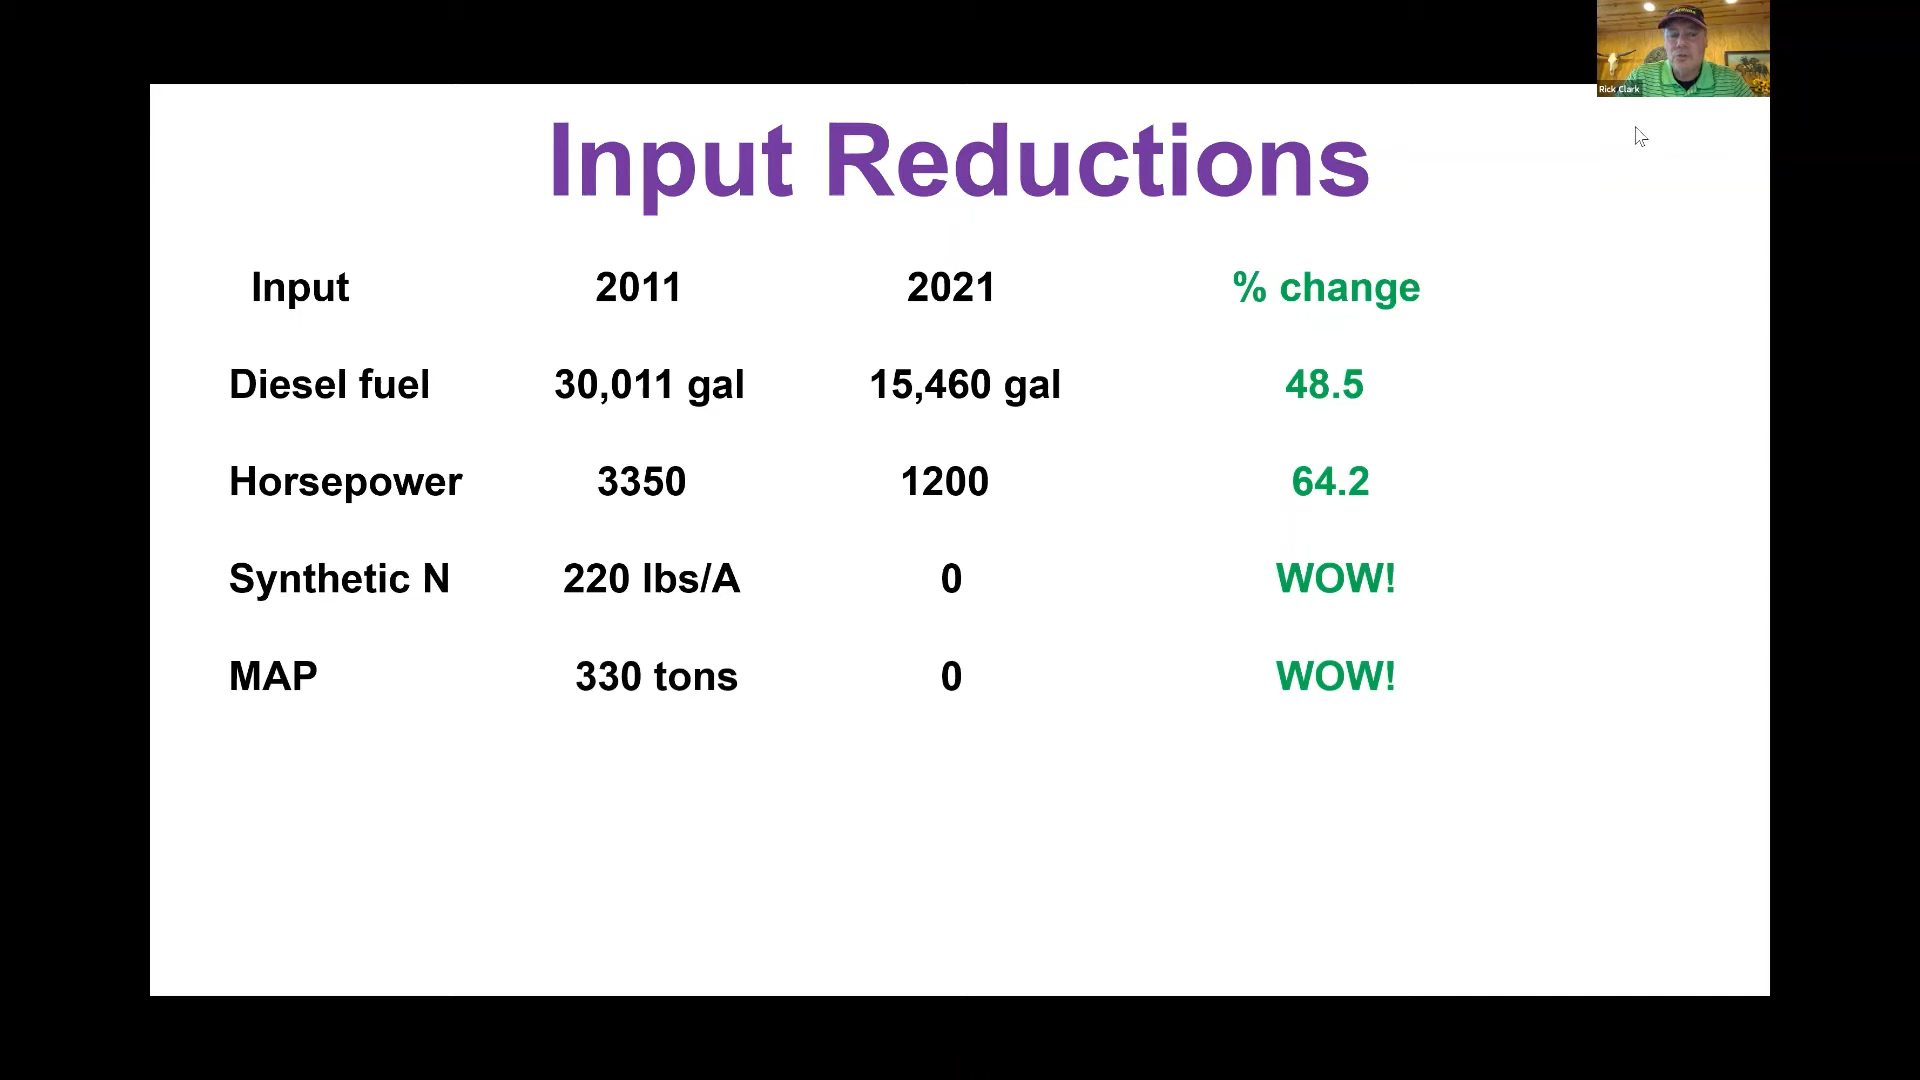 Rick Clark
Input Reductions
Input 2011 2021 % change
Diesel fuel 30,011 gal 15,460 gal 48.5
Horsepower 3350 1200 64.2
Synthetic N 220 lbs/A 0 WOW!
MAP 330 tons 0 WOW!